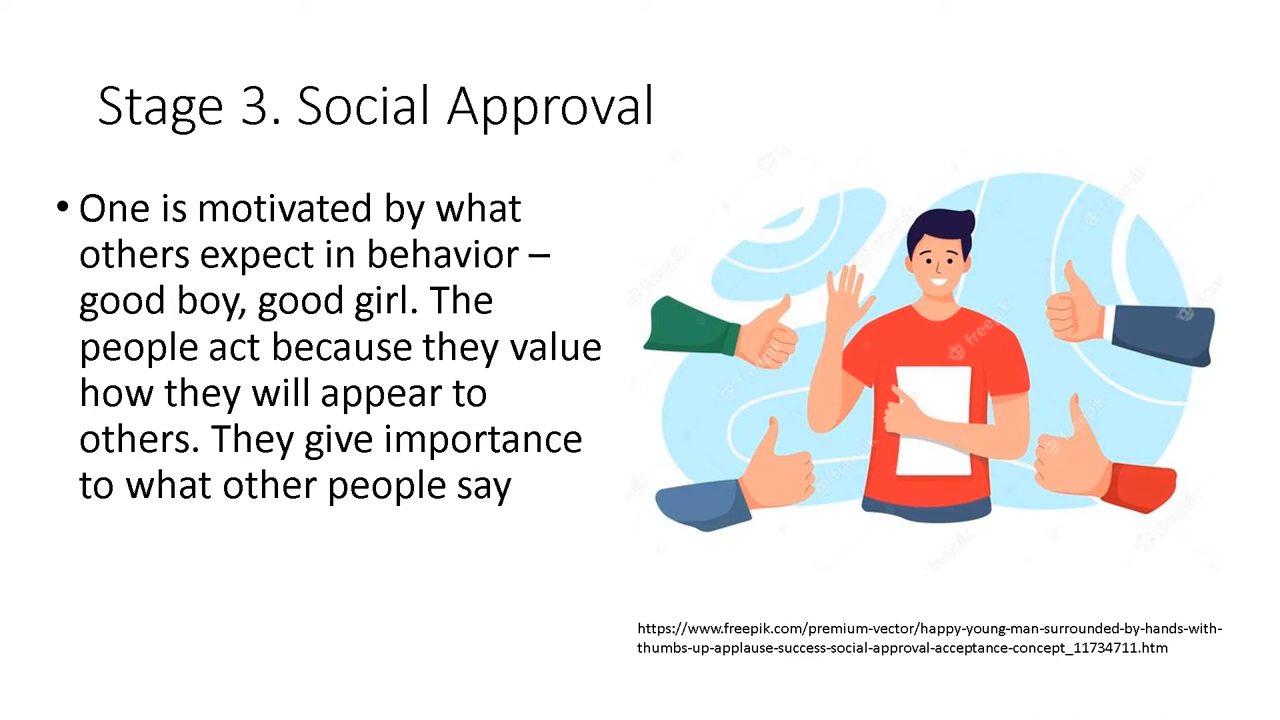 Stage 3. Social Approval
• One is motivated by what
others expect in behavior –
good boy, good girl. The
people act because they value
how they will appear to
others. They give importance
to what other people say
freepik
https://www.freepik.com/premium-vector/happy-young-man-surrounded-by-hands-with-
thumbs-up-applause-success-social-approval-acceptance-concept_11734711.htm